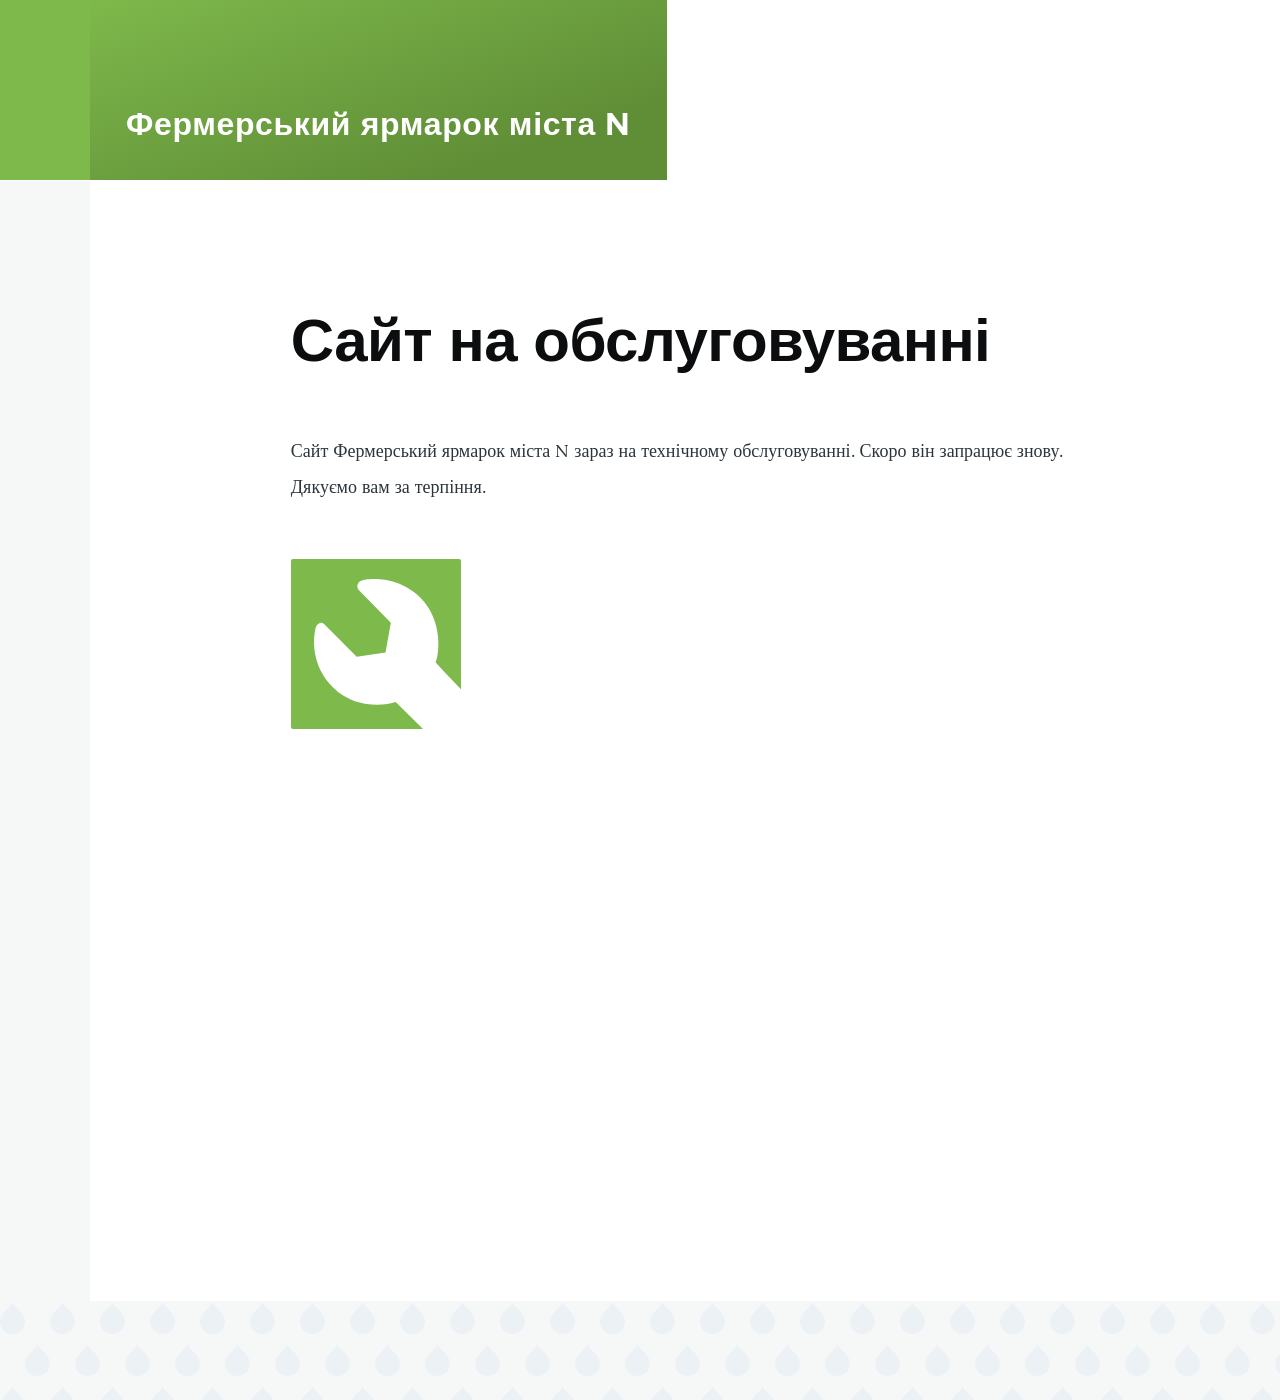 Фермерський ярмарок міста N
Сайт на обслуговуванні
Сайт Фермерський ярмарок міста N зараз на технічному обслуговуванні. Скоро він запрацює знову.
Дякуємо вам за терпіння.